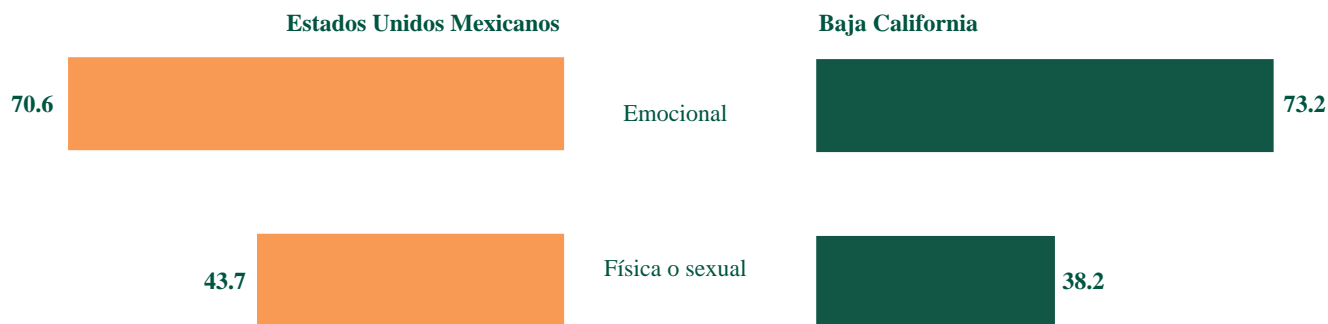 Estados Unidos Mexicanos Baja California
70.6 Emocional 73.2
43.7 Física o sexual 38.2